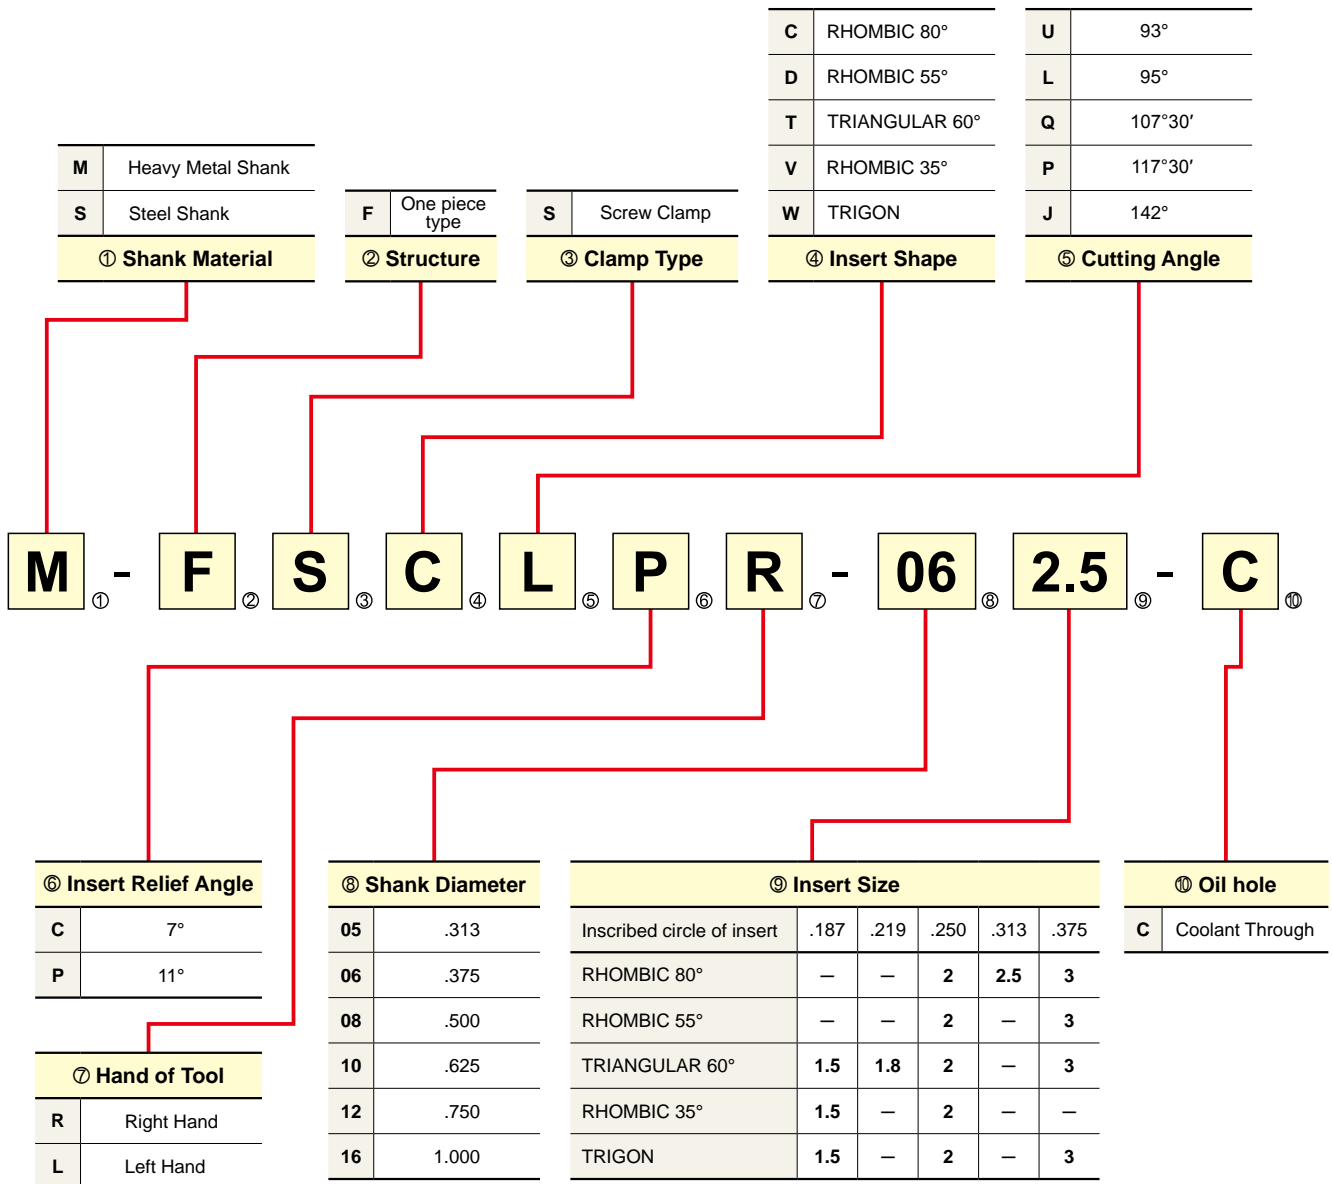 C RHOMBIC 80°
D RHOMBIC 55°
T TRIANGULAR 60°
V RHOMBIC 35°
W TRIGON
④ Insert Shape
U 93°
L 95°
Q 107°30′
P 117°30′
J 142°
⑤ Cutting Angle
M Heavy Metal Shank
S Steel Shank
① Shank Material
F One piece
type
② Structure
S Screw Clamp
③ Clamp Type
M ① - F ② S ③ C ④ L ⑤ P ⑥ R ⑦ - 06 ⑧ 2.5 ⑨ - C ⑩
⑥ Insert Relief Angle
C 7°
P 11°
⑦ Hand of Tool
R Right Hand
L Left Hand
⑧ Shank Diameter
05 .313
06 .375
08 .500
10 .625
12 .750
16 1.000
⑨ Insert Size
Inscribed circle of insert .187 .219 .250 .313 .375
RHOMBIC 80° — — 2 2.5 3
RHOMBIC 55° — — 2 — 3
TRIANGULAR 60° 1.5 1.8 2 — 3
RHOMBIC 35° 1.5 — 2 — —
TRIGON 1.5 — 2 — 3
⑩ Oil hole
C Coolant Through